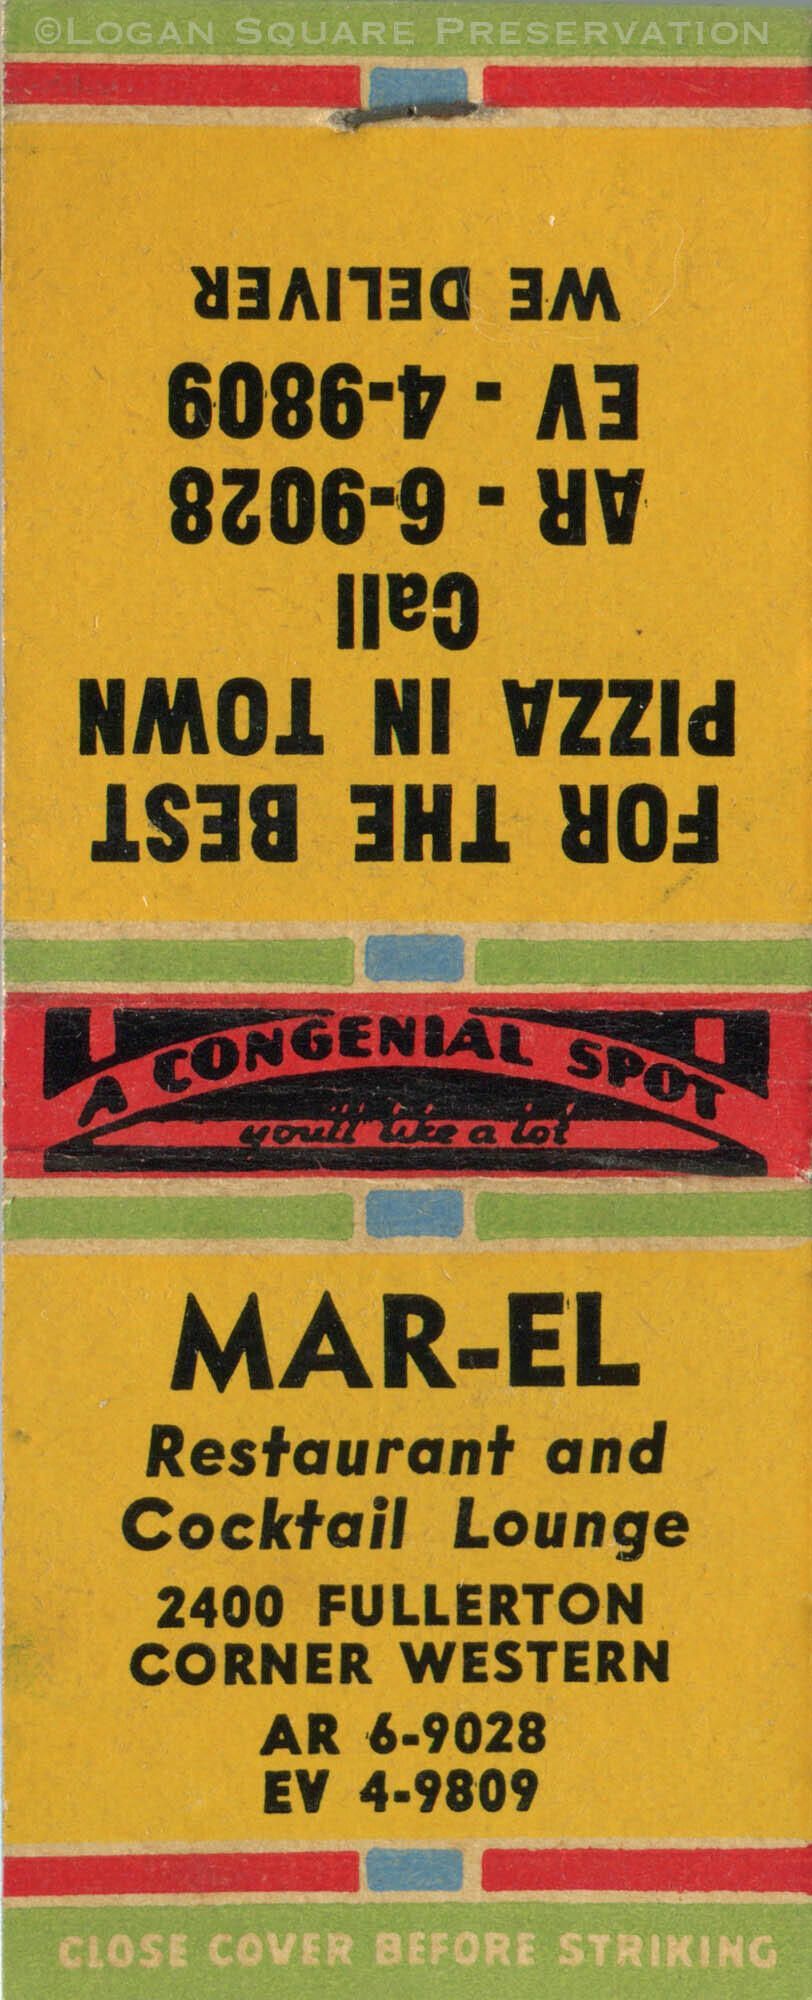 ©LOGAN SQUARE PRESERVATION
FOR THE BEST
PIZZA IN TOWN
Call
AR - 6-9028
EV - 4-9809
WE DELIVER
A CONGENIAL SPOT
you'll like a lot
MAR-EL
Restaurant and
Cocktail Lounge
2400 FULLERTON
CORNER WESTERN
AR 6-9028
EV 4-9809
CLOSE COVER BEFORE STRIKING